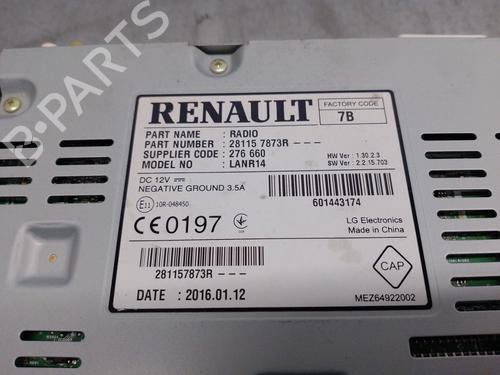 B-PARTS
RENAULT
FACTORY CODE
7B
PART NAME : RADIO
PART NUMBER : 28115 7873R---
SUPPLIER CODE : 276 660
MODEL NO : LANR14
HW Ver : 1.30.2.3
SW Ver : 2.2.15.703
DC 12V
NEGATIVE GROUND 3.5A
601443174
E11 10R-048450
LG Electronics
Made in China
CE0197
281157873R---
CAP
DATE : 2016.01.12
MEZ64922002